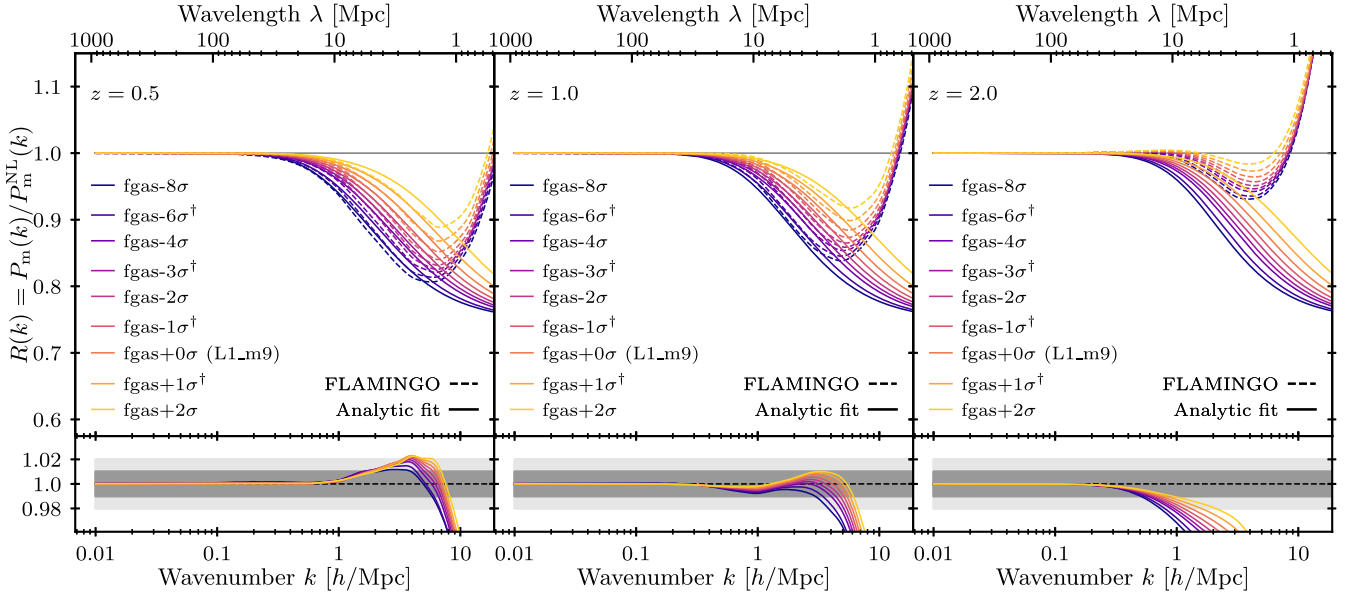 Wavelength λ [Mpc] Wavelength λ [Mpc] Wavelength λ [Mpc]
1000 100 10 1 1000 100 10 1 1000 100 10 1
R(k) = P_m(k)/P_m^NL(k)
1.1
1.0
0.9
0.8
0.7
0.6
z = 0.5
fgas-8σ
fgas-6σ†
fgas-4σ
fgas-3σ†
fgas-2σ
fgas-1σ†
fgas+0σ (L1_m9)
fgas+1σ† FLAMINGO
fgas+2σ Analytic fit
z = 1.0
fgas-8σ
fgas-6σ†
fgas-4σ
fgas-3σ†
fgas-2σ
fgas-1σ†
fgas+0σ (L1_m9)
fgas+1σ† FLAMINGO
fgas+2σ Analytic fit
z = 2.0
fgas-8σ
fgas-6σ†
fgas-4σ
fgas-3σ†
fgas-2σ
fgas-1σ†
fgas+0σ (L1_m9)
fgas+1σ† FLAMINGO
fgas+2σ Analytic fit
1.02
1.00
0.98
0.01 0.1 1 10 0.01 0.1 1 10 0.01 0.1 1 10
Wavenumber k [h/Mpc] Wavenumber k [h/Mpc] Wavenumber k [h/Mpc]